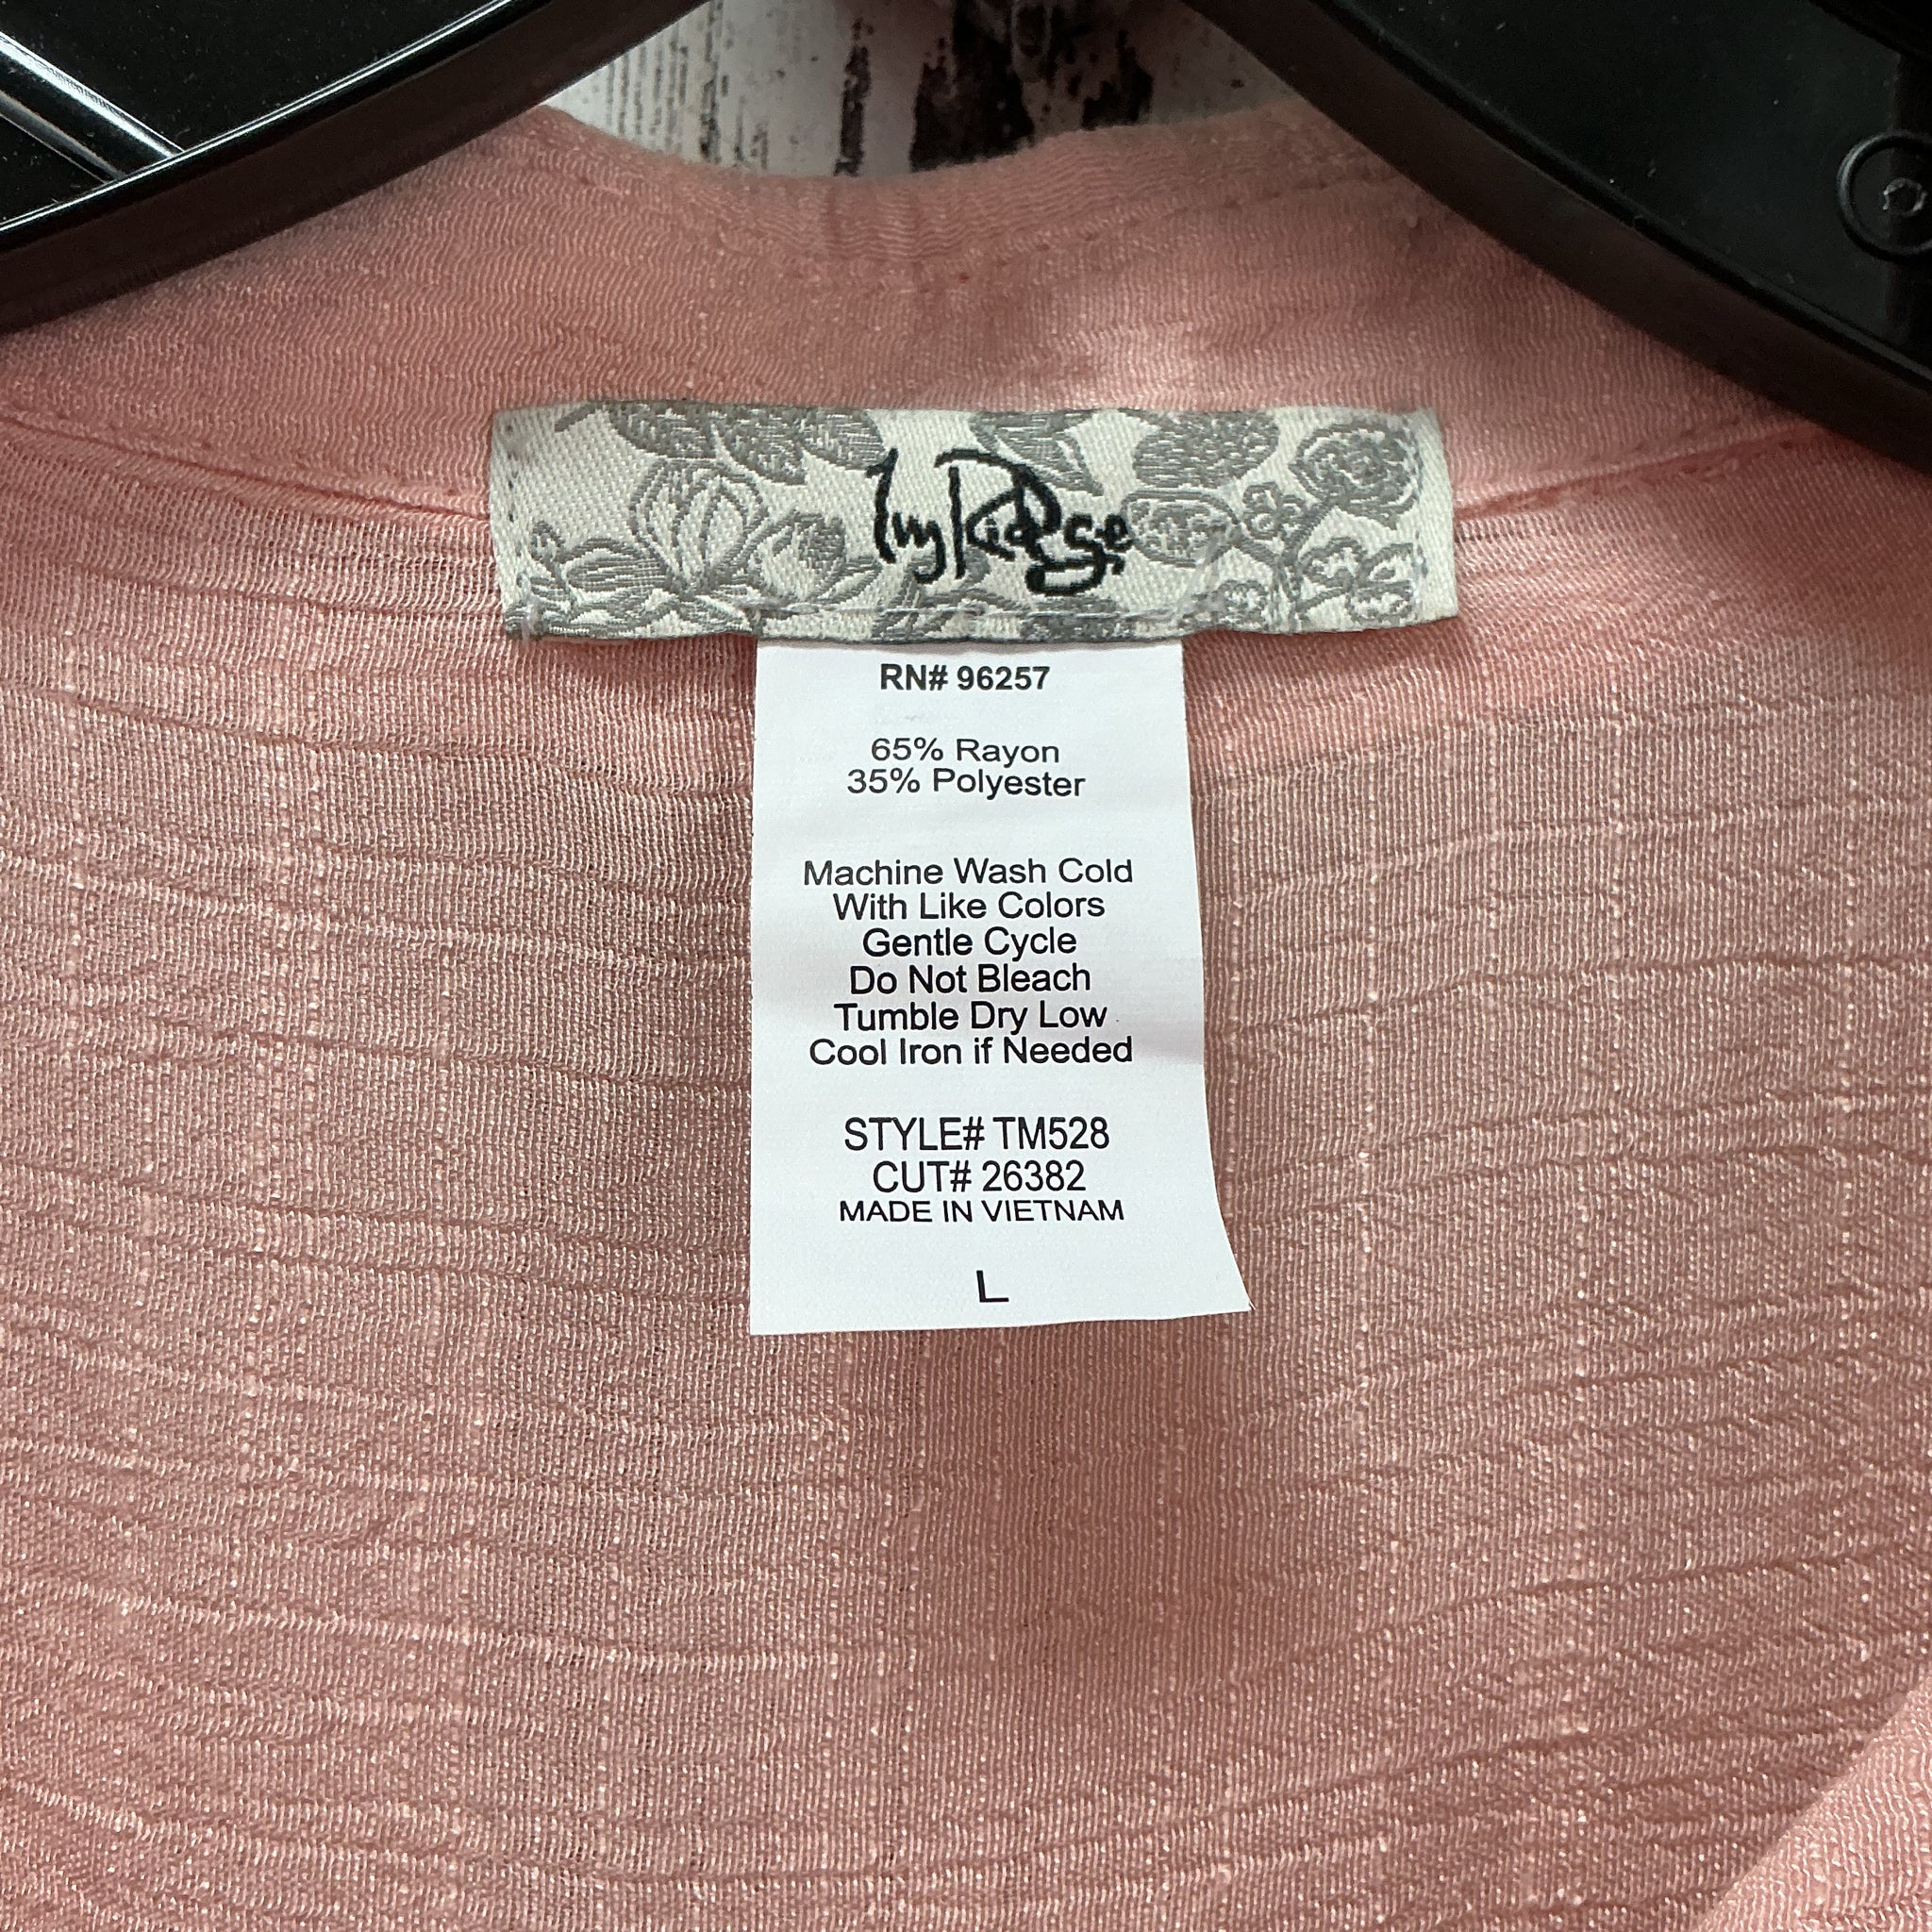 Ivy Ridge
RN# 96257
65% Rayon
35% Polyester
Machine Wash Cold
With Like Colors
Gentle Cycle
Do Not Bleach
Tumble Dry Low
Cool Iron if Needed
STYLE# TM528
CUT# 26382
MADE IN VIETNAM
L